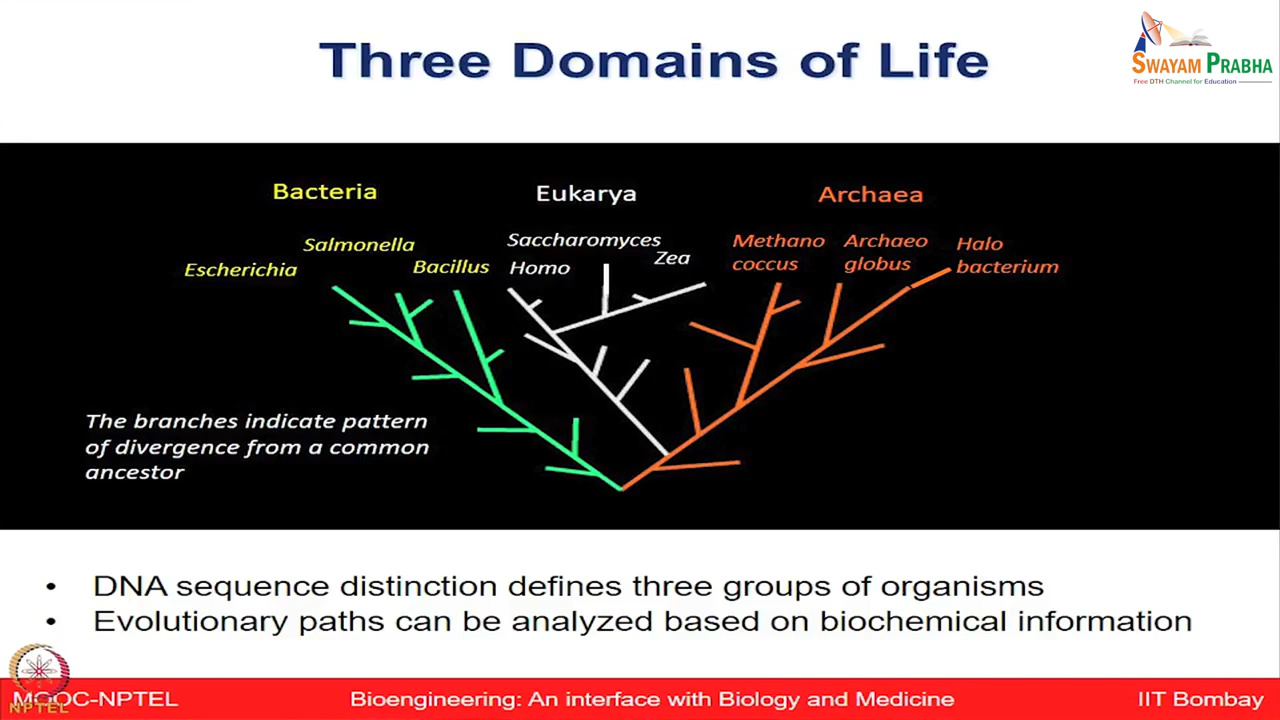 Three Domains of Life
SWAYAM PRABHA
Free DTH Channel for Education
Bacteria
Eukarya
Archaea
Salmonella
Escherichia
Bacillus
Saccharomyces
Homo
Zea
Methano
coccus
Archaeo
globus
Halo
bacterium
The branches indicate pattern
of divergence from a common
ancestor
• DNA sequence distinction defines three groups of organisms
• Evolutionary paths can be analyzed based on biochemical information
MOOC-NPTEL
NPTEL
Bioengineering: An interface with Biology and Medicine
IIT Bombay